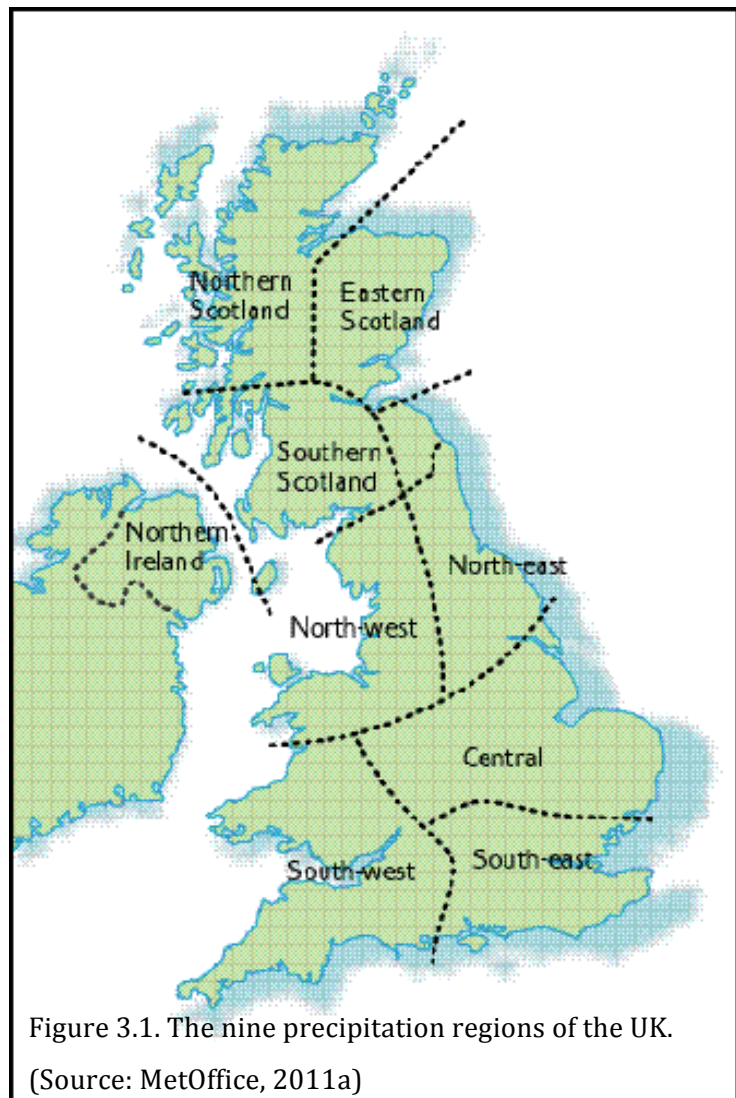 Northern
Scotland
Eastern
Scotland
Southern
Scotland
Northern
Ireland
North-east
North-west
Central
South-west
South-east
Figure 3.1. The nine precipitation regions of the UK.
(Source: MetOffice, 2011a)